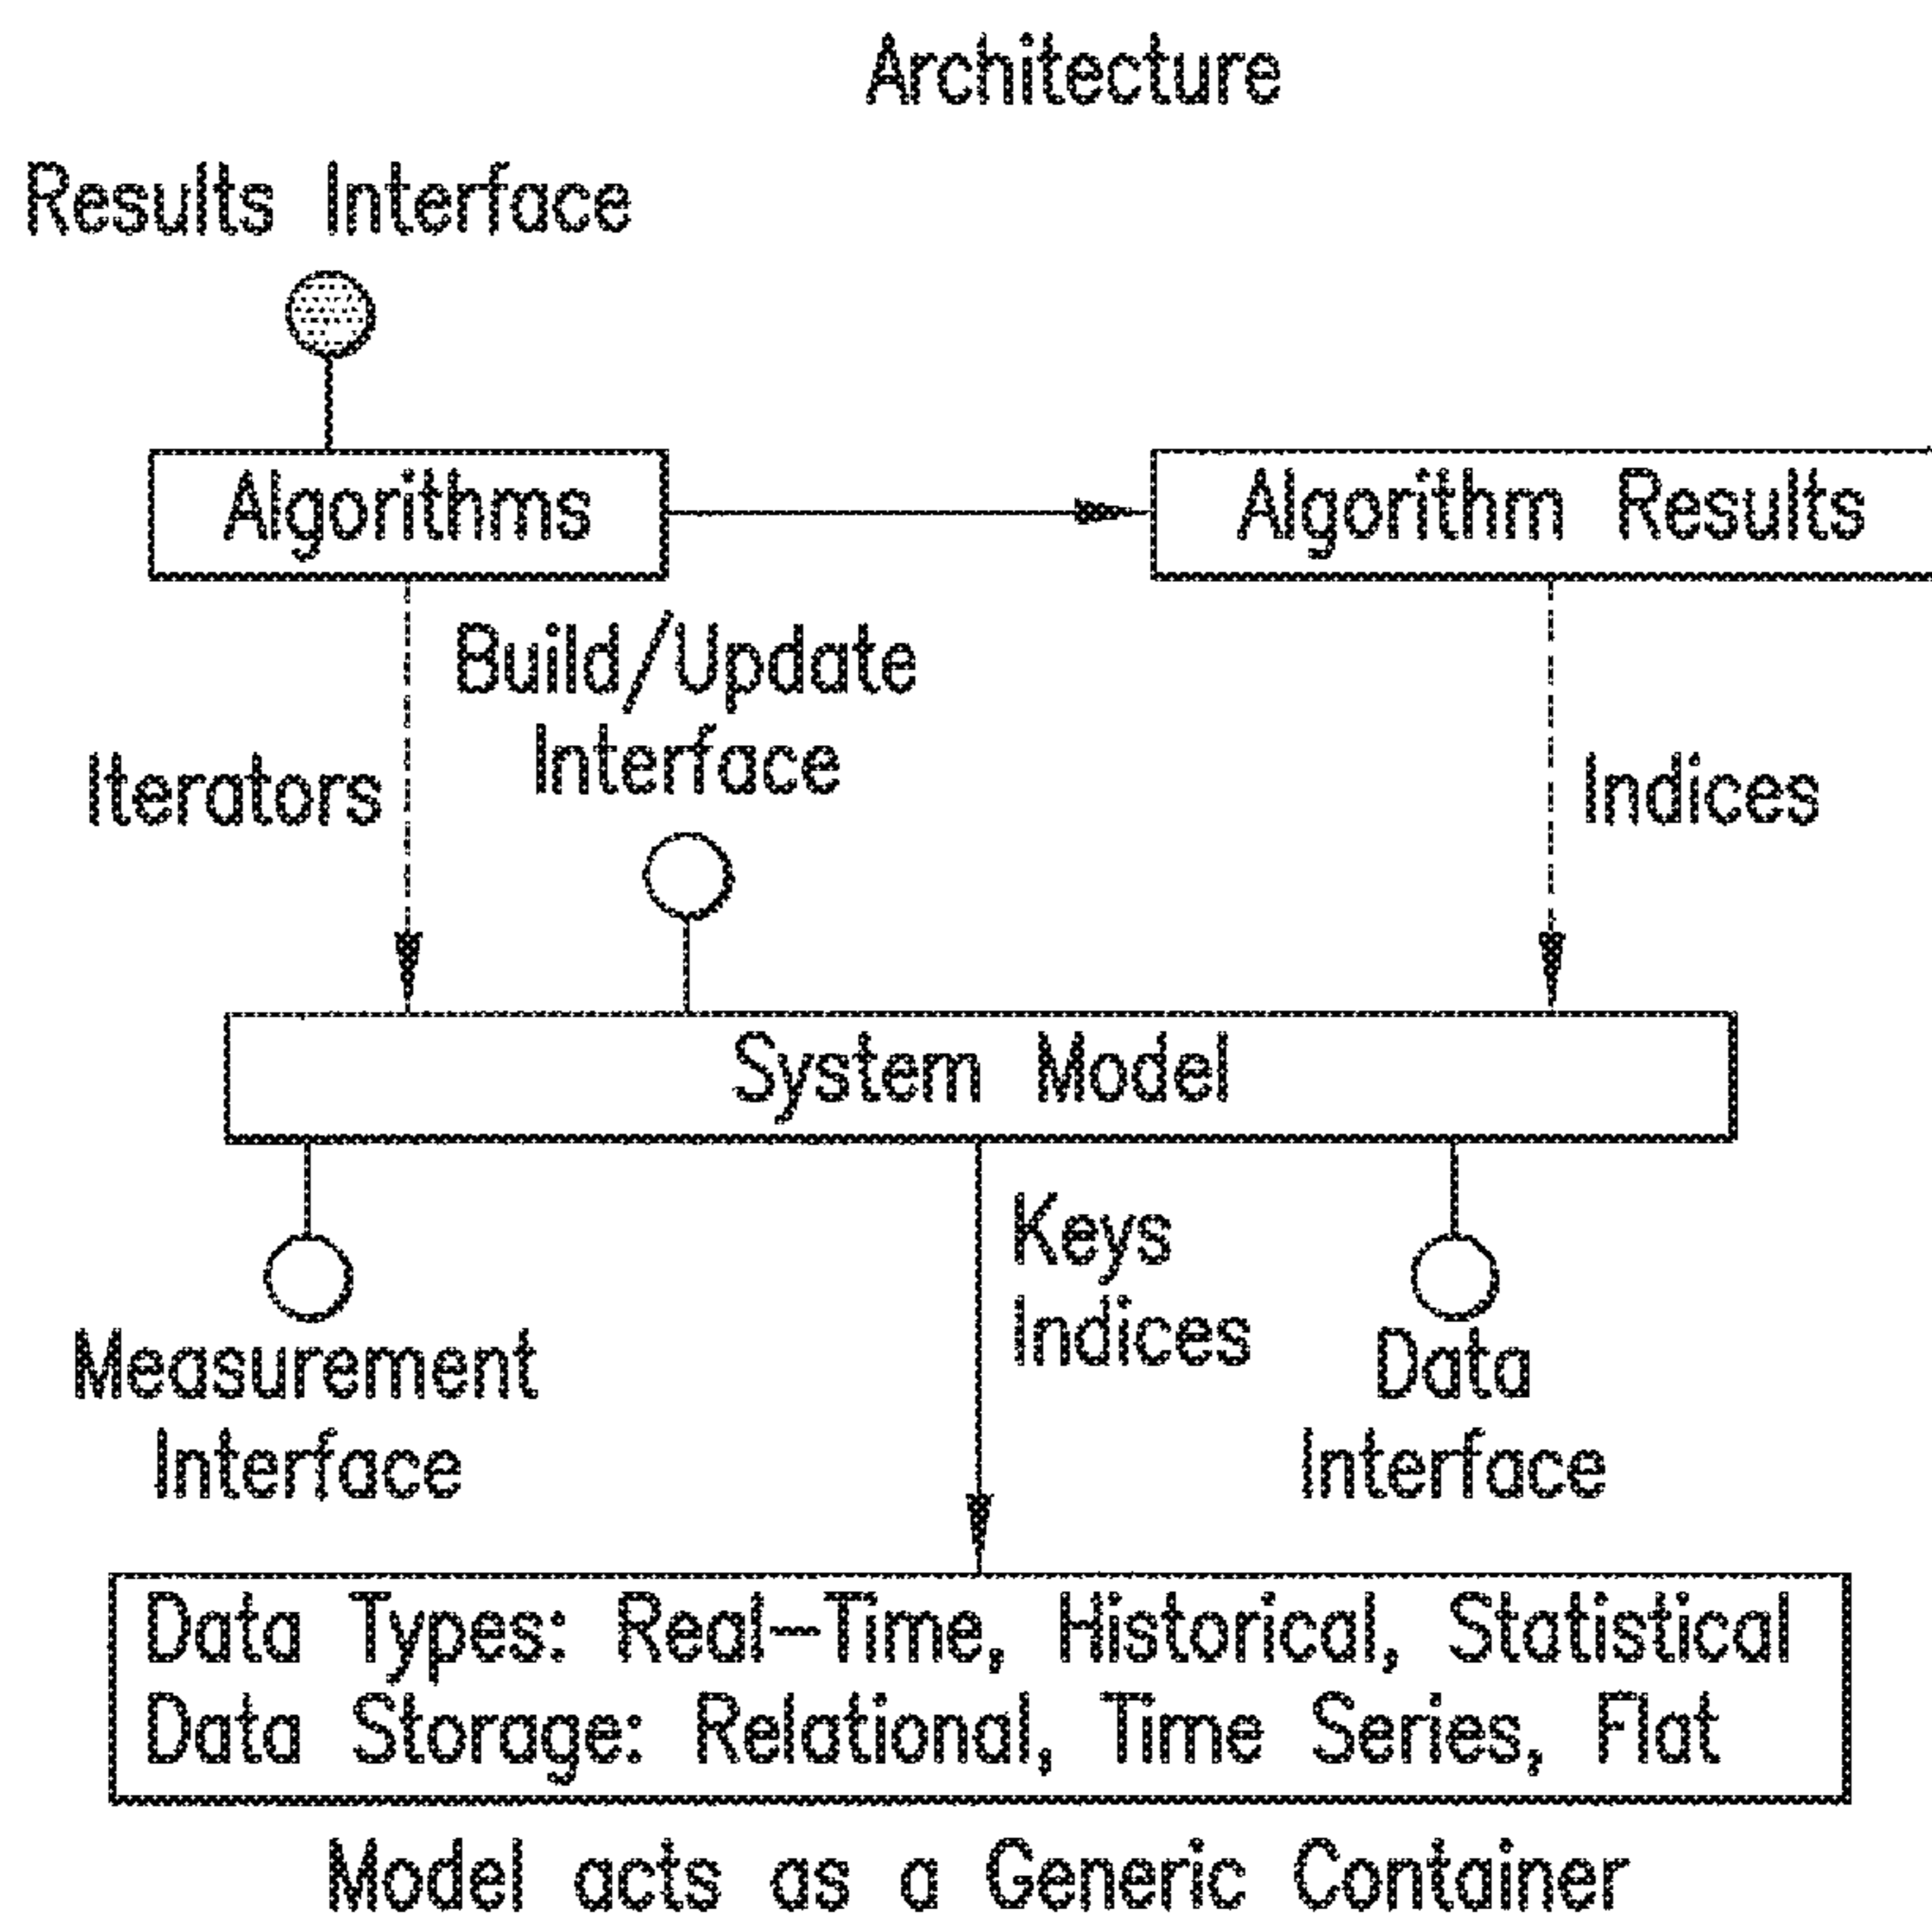 Architecture
Results Interface
Algorithms
Algorithm Results
Build/Update
Interface
Iterators
Indices
System Model
Keys
Indices
Measurement
Interface
Data
Interface
Data Types: Real-Time, Historical, Statistical
Data Storage: Relational, Time Series, Flat
Model acts as a Generic Container